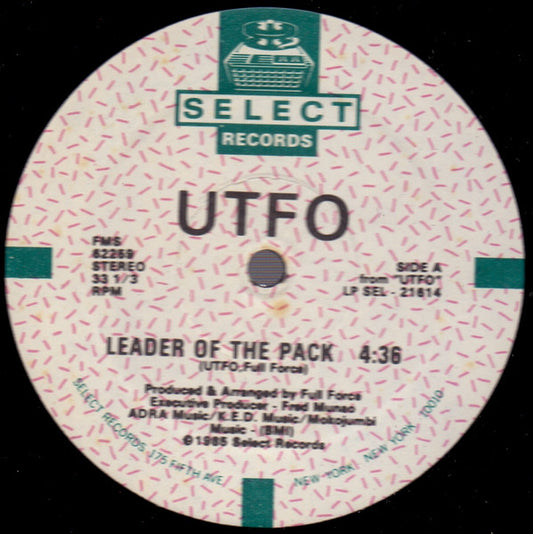 SELECT
RECORDS
UTFO
FMS
62269
STEREO
33 1/3
RPM
SIDE A
from "UTFO"
LP SEL - 21614
LEADER OF THE PACK 4:36
(UTFO;Full Force)
Produced & Arranged by Full Force
Executive Producer - Fred Munao
ADRA Music/K.E.D. Music/Mokojumbi
Music - (BMI)
©1985 Select Records
SELECT RECORDS 175 FIFTH AVE. NEW YORK, NEW YORK 10010